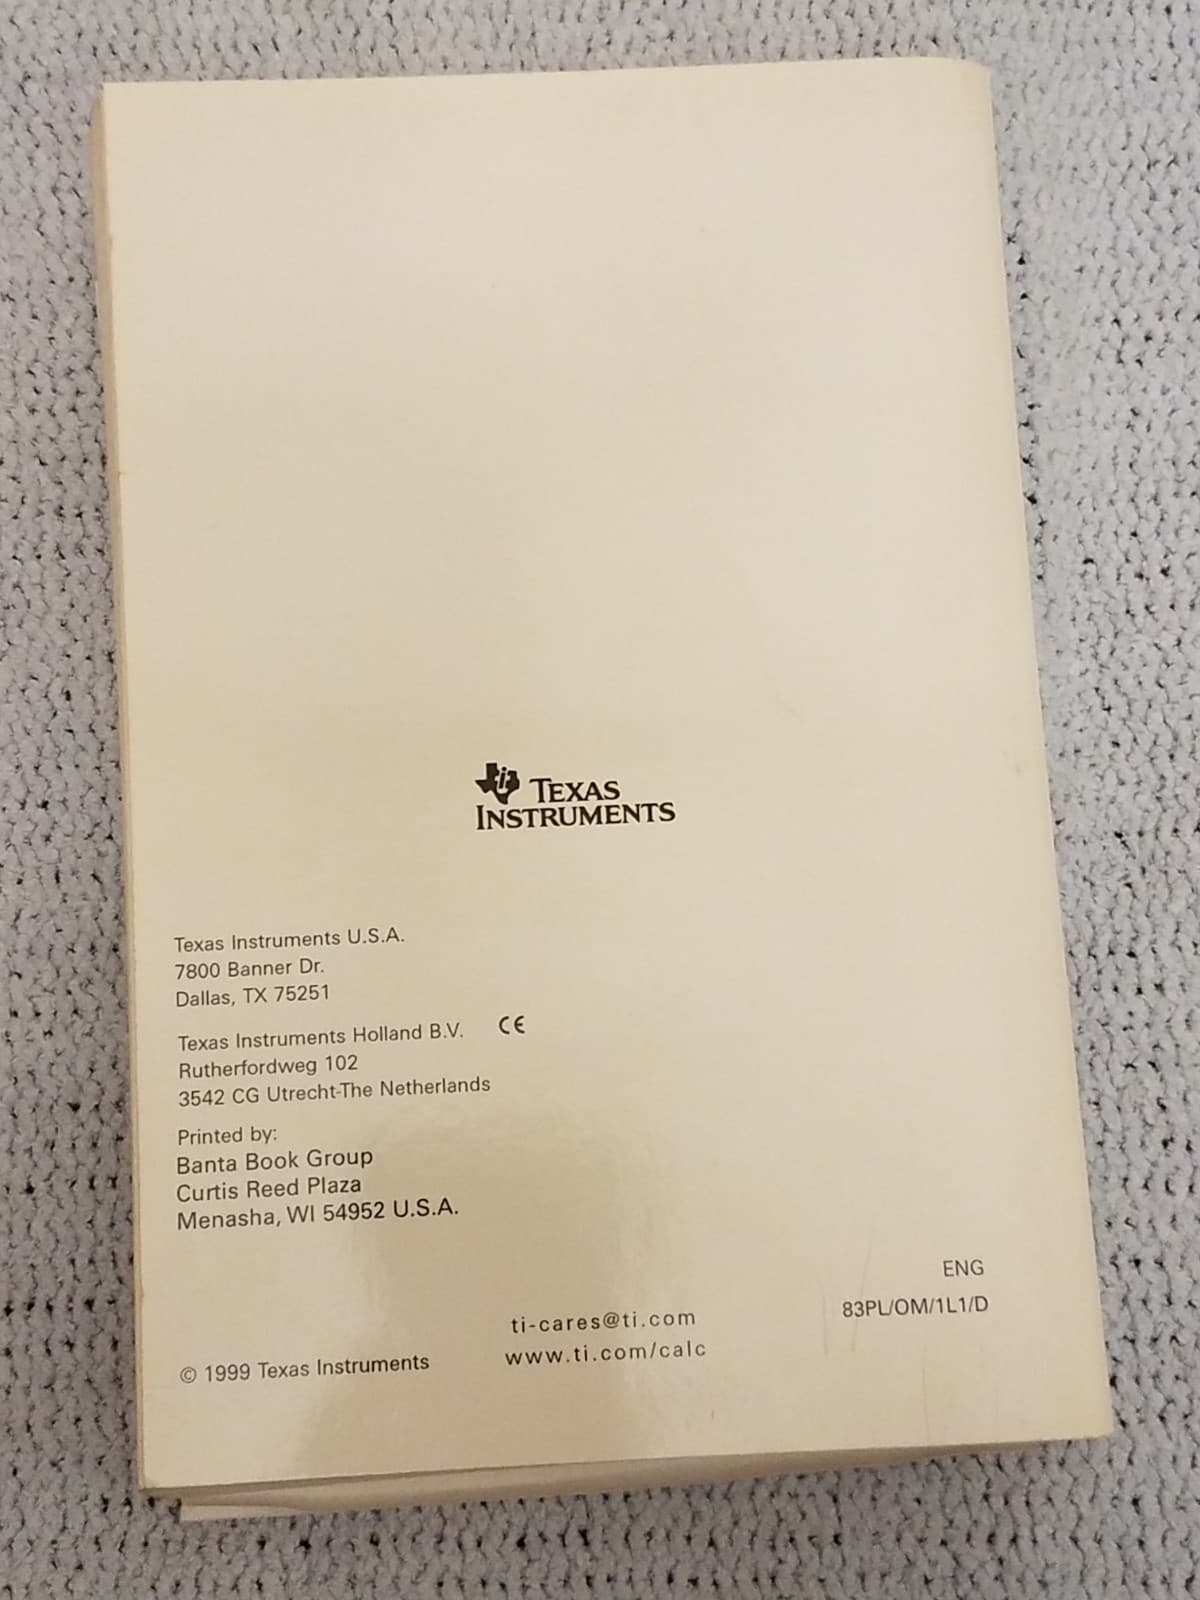 TEXAS
INSTRUMENTS
Texas Instruments U.S.A.
7800 Banner Dr.
Dallas, TX 75251
Texas Instruments Holland B.V. CE
Rutherfordweg 102
3542 CG Utrecht-The Netherlands
Printed by:
Banta Book Group
Curtis Reed Plaza
Menasha, WI 54952 U.S.A.
ENG
83PL/OM/1L1/D
ti-cares@ti.com
www.ti.com/calc
© 1999 Texas Instruments